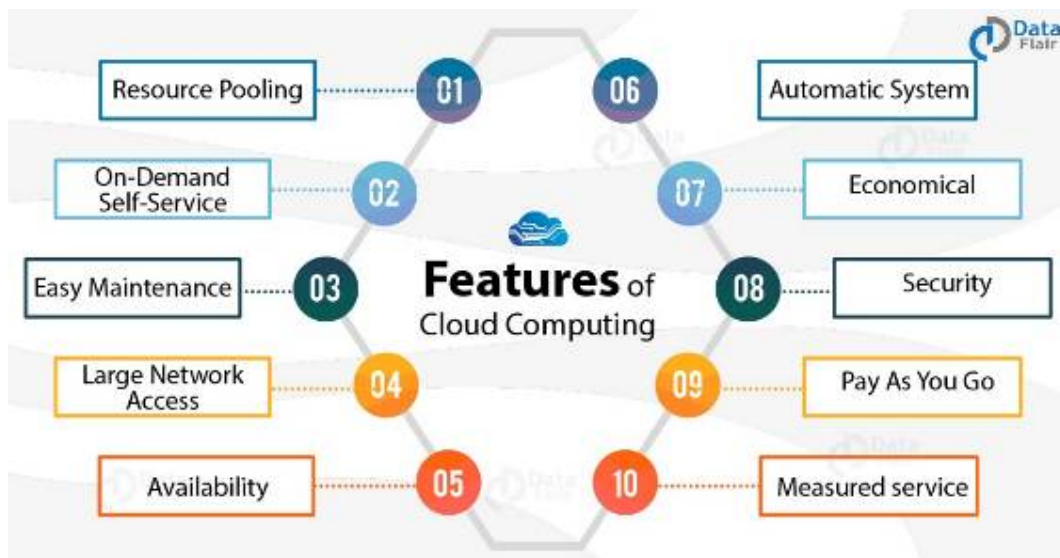 Data
Flair
01
Resource Pooling
02
On-Demand
Self-Service
03
Easy Maintenance
04
Large Network
Access
05
Availability
Features of
Cloud Computing
06
Automatic System
07
Economical
08
Security
09
Pay As You Go
10
Measured service